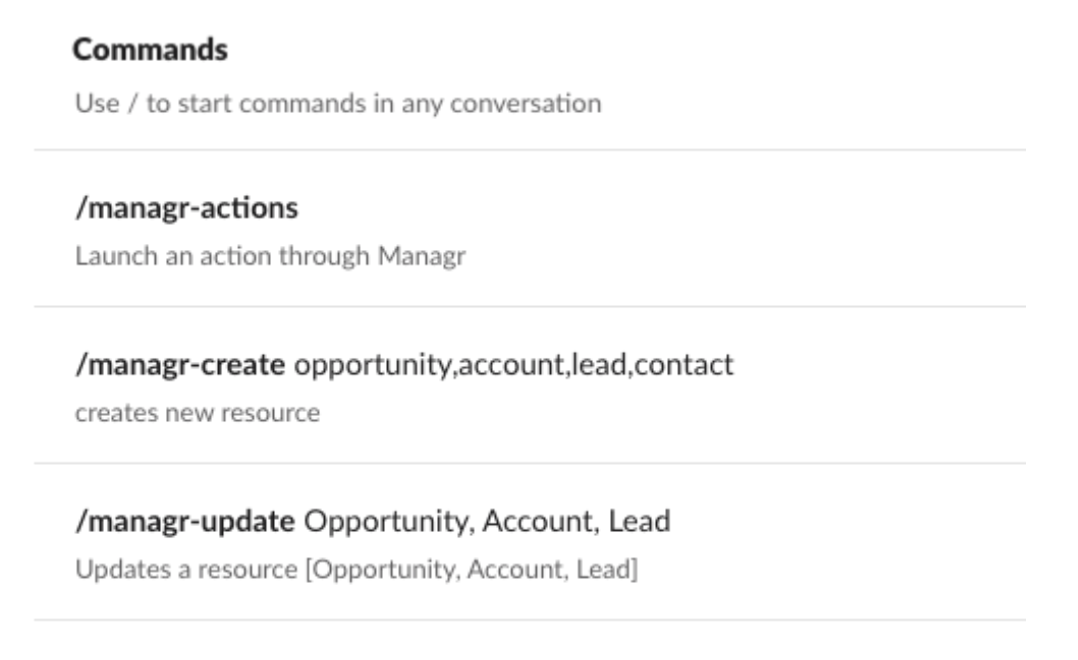 Commands
Use / to start commands in any conversation
/managr-actions
Launch an action through Managr
/managr-create opportunity,account,lead,contact
creates new resource
/managr-update Opportunity, Account, Lead
Updates a resource [Opportunity, Account, Lead]